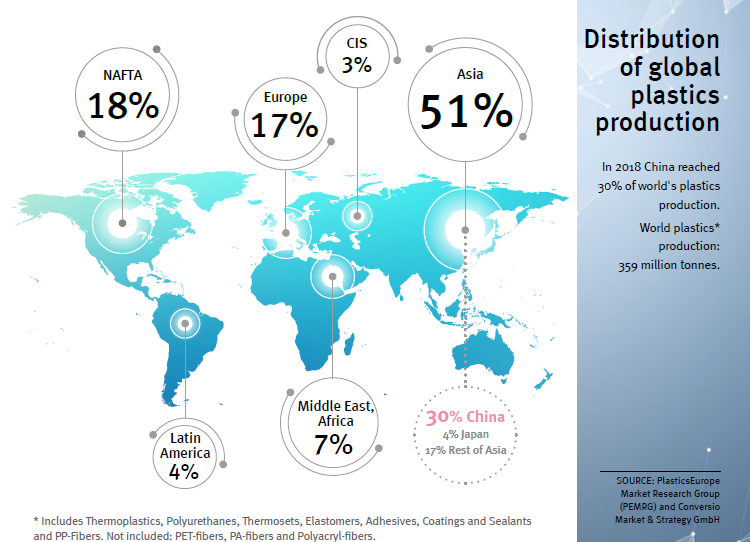 NAFTA
18%
Europe
17%
CIS
3%
Asia
51%
Latin
America
4%
Middle East,
Africa
7%
30% China
4% Japan
17% Rest of Asia
* Includes Thermoplastics, Polyurethanes, Thermosets, Elastomers, Adhesives, Coatings and Sealants
and PP-Fibers. Not included: PET-fibers, PA-fibers and Polyacryl-fibers.
Distribution
of global
plastics
production
In 2018 China reached
30% of world's plastics
production.
World plastics*
production:
359 million tonnes.
SOURCE: PlasticsEurope
Market Research Group
(PEMRG) and Conversio
Market & Strategy GmbH